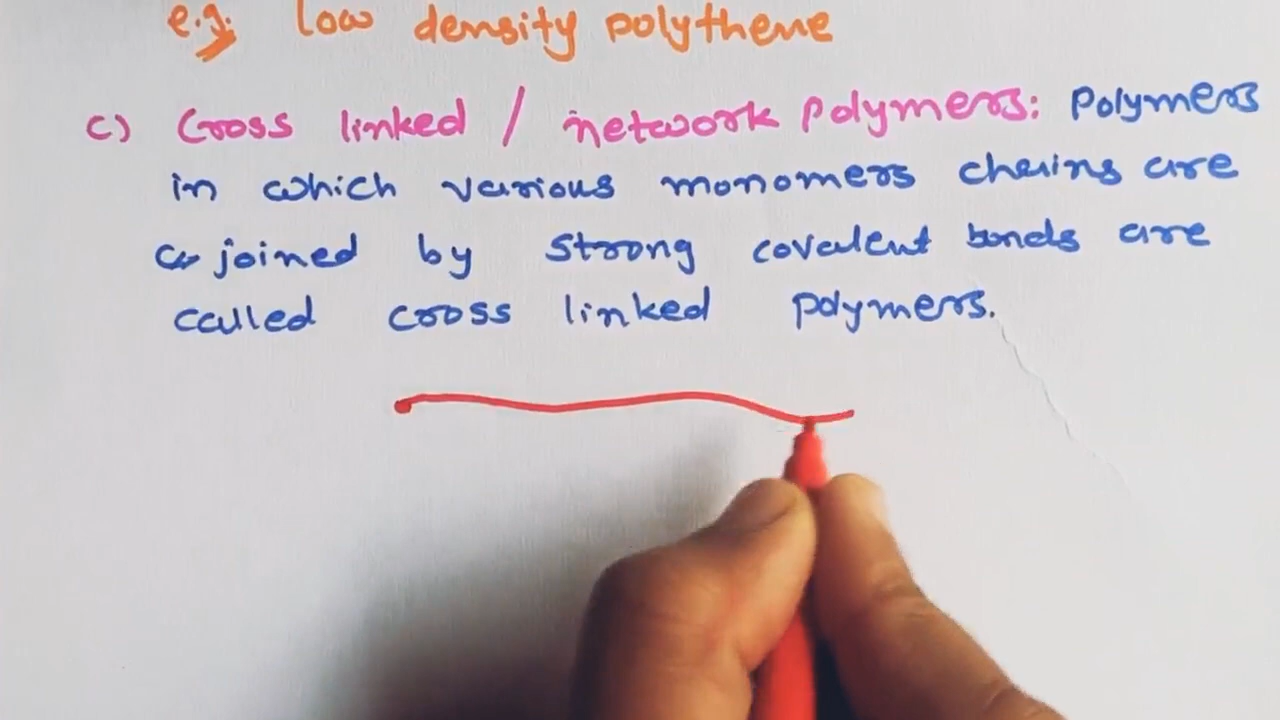 e.g. low density polythene
c) Cross linked / network polymers: Polymers
in which various monomers chains are
joined by strong covalent bonds are
called cross linked polymers.